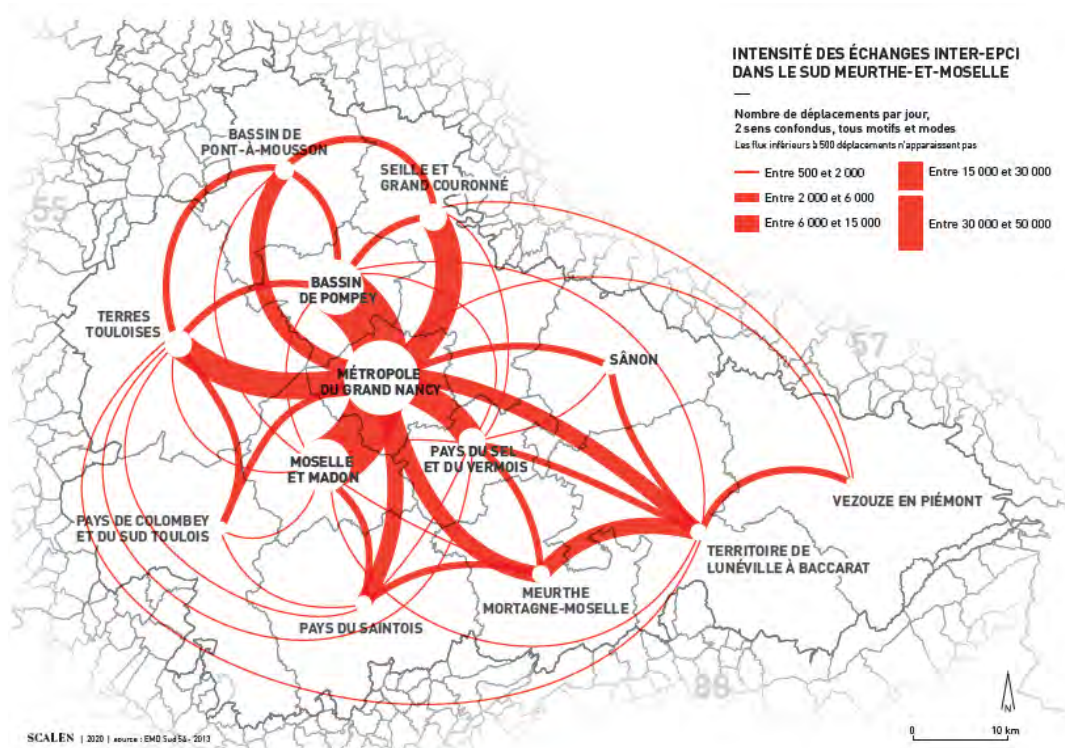 INTENSITÉ DES ÉCHANGES INTER-EPCI
DANS LE SUD MEURTHE-ET-MOSELLE
Nombre de déplacements par jour,
2 sens confondus, tous motifs et modes
Les flux inférieurs à 500 déplacements n'apparaissent pas
Entre 500 et 2 000
Entre 2 000 et 6 000
Entre 6 000 et 15 000
Entre 15 000 et 30 000
Entre 30 000 et 50 000
BASSIN DE
PONT-À-MOUSSON
SEILLE ET
GRAND COURONNÉ
55
BASSIN
DE POMPEY
TERRES
TOULOISES
57
SÂNON
MÉTROPOLE
DU GRAND NANCY
PAYS DU SEL
ET DU VERMOIS
MOSELLE
ET MADON
VEZOUZE EN PIÉMONT
PAYS DE COLOMBEY
ET DU SUD TOULOIS
TERRITOIRE DE
LUNÉVILLE À BACCARAT
MEURTHE
MORTAGNE-MOSELLE
PAYS DU SAINTOIS
88
N
0 10 km
SCALEN | 2020 | source : EMD Sud 54 - 2013